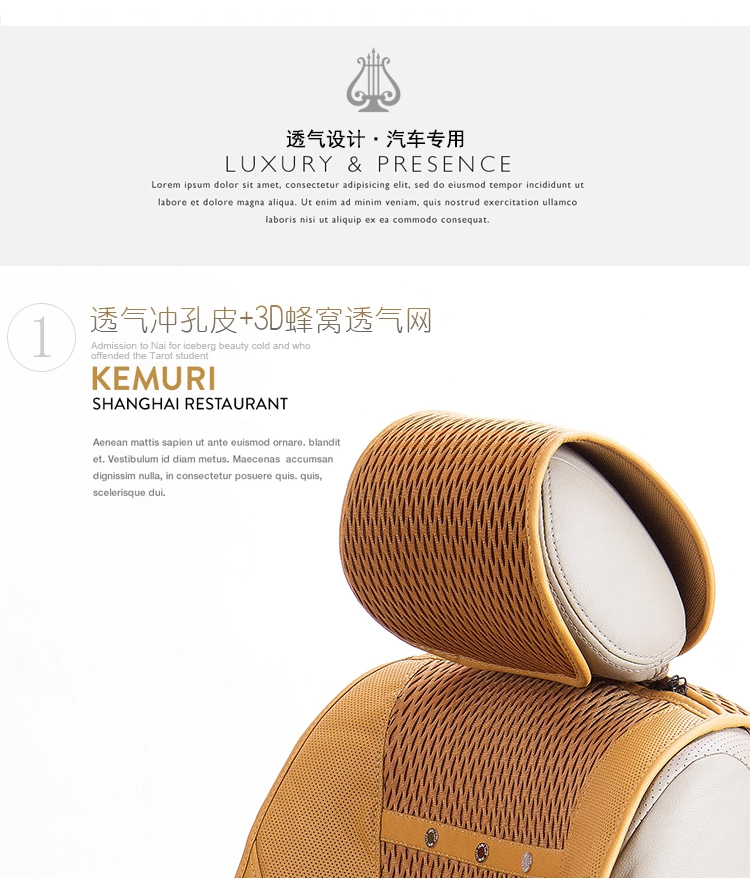 透气设计·汽车专用
LUXURY & PRESENCE
Lorem ipsum dolor sit amet, consectetur adipisicing elit, sed do eiusmod tempor incididunt ut
labore et dolore magna aliqua. Ut enim ad minim veniam, quis nostrud exercitation ullamco
laboris nisi ut aliquip ex ea commodo consequat.
1
透气冲孔皮+3D蜂窝透气网
Admission to Nai for iceberg beauty cold and who
offended the Tarot student
KEMURI
SHANGHAI RESTAURANT
Aenean mattis sapien ut ante euismod ornare. blandit
et. Vestibulum id diam metus. Maecenas accumsan
dignissim nulla, in consectetur posuere quis. quis,
scelerisque dui.